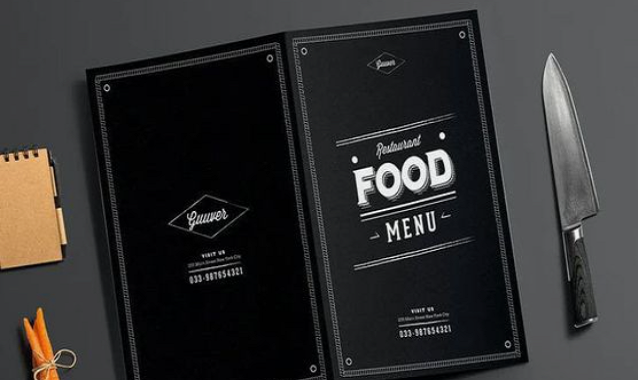 Guuver
VISIT US
033-987654321
Guuver
Restaurant
FOOD
MENU
VISIT US
033-987654321